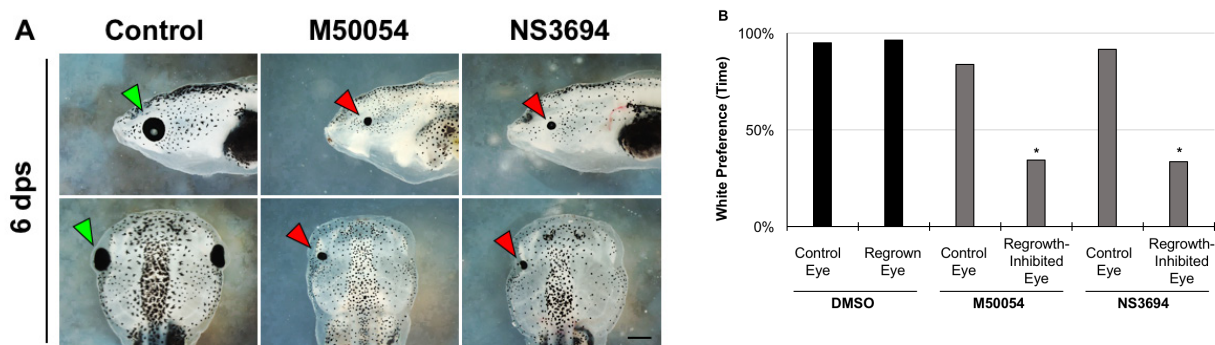 A
Control
M50054
NS3694
6 dps
B
White Preference (Time)
100%
50%
0%
*
*
Control
Eye
Regrown
Eye
Control
Eye
Regrowth-
Inhibited
Eye
Control
Eye
Regrowth-
Inhibited
Eye
DMSO
M50054
NS3694